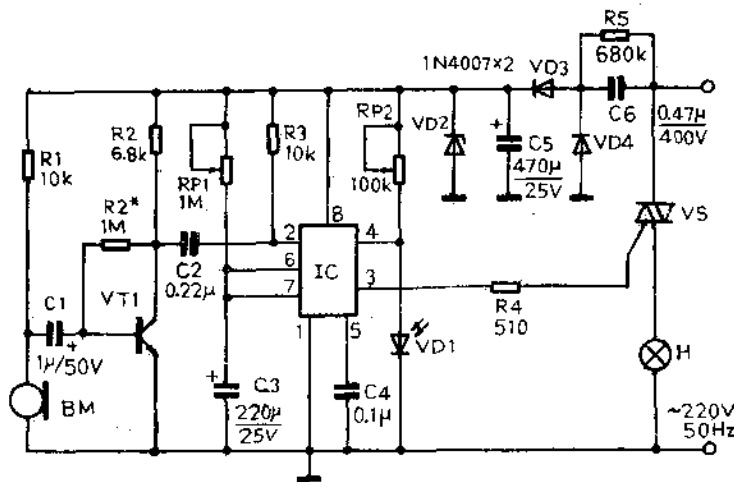 R5
680k
1N4007×2
VD3
C6
0.47μ
400V
R2
6.8k
R3
10k
RP2
100k
VD2
+
C5
470μ
25V
VD4
R1
10k
RP1
1M
R2*
1M
8
VS
C2
0.22μ
2
4
6
IC
7
3
1
5
R4
510
C1
+
1μ/50V
VT1
VD1
H
BM
+
C3
220μ
25V
C4
0.1μ
~220V
50Hz